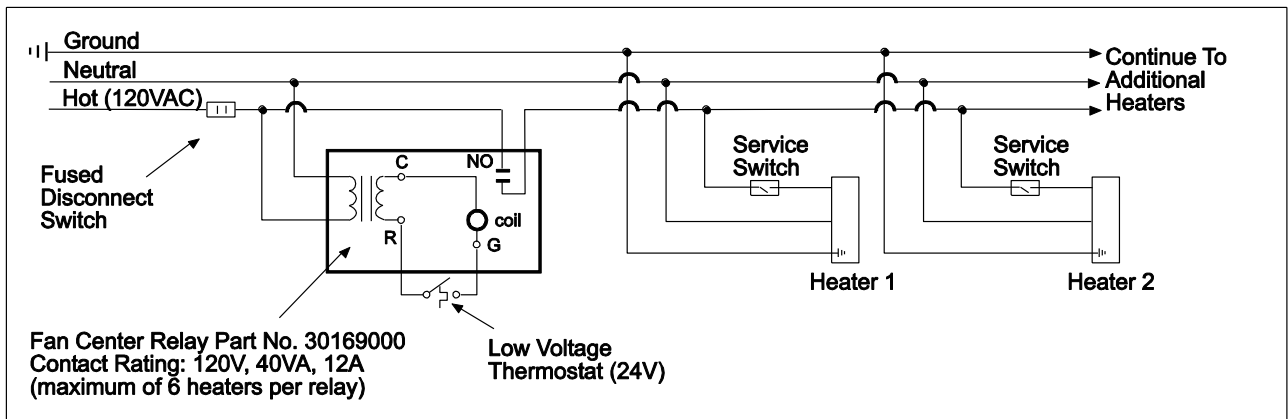 Ground
Neutral
Hot (120VAC)
Continue To
Additional
Heaters
Fused
Disconnect
Switch
C
NO
R
coil
G
Service
Switch
Service
Switch
Heater 1
Heater 2
Fan Center Relay Part No. 30169000
Contact Rating: 120V, 40VA, 12A
(maximum of 6 heaters per relay)
Low Voltage
Thermostat (24V)